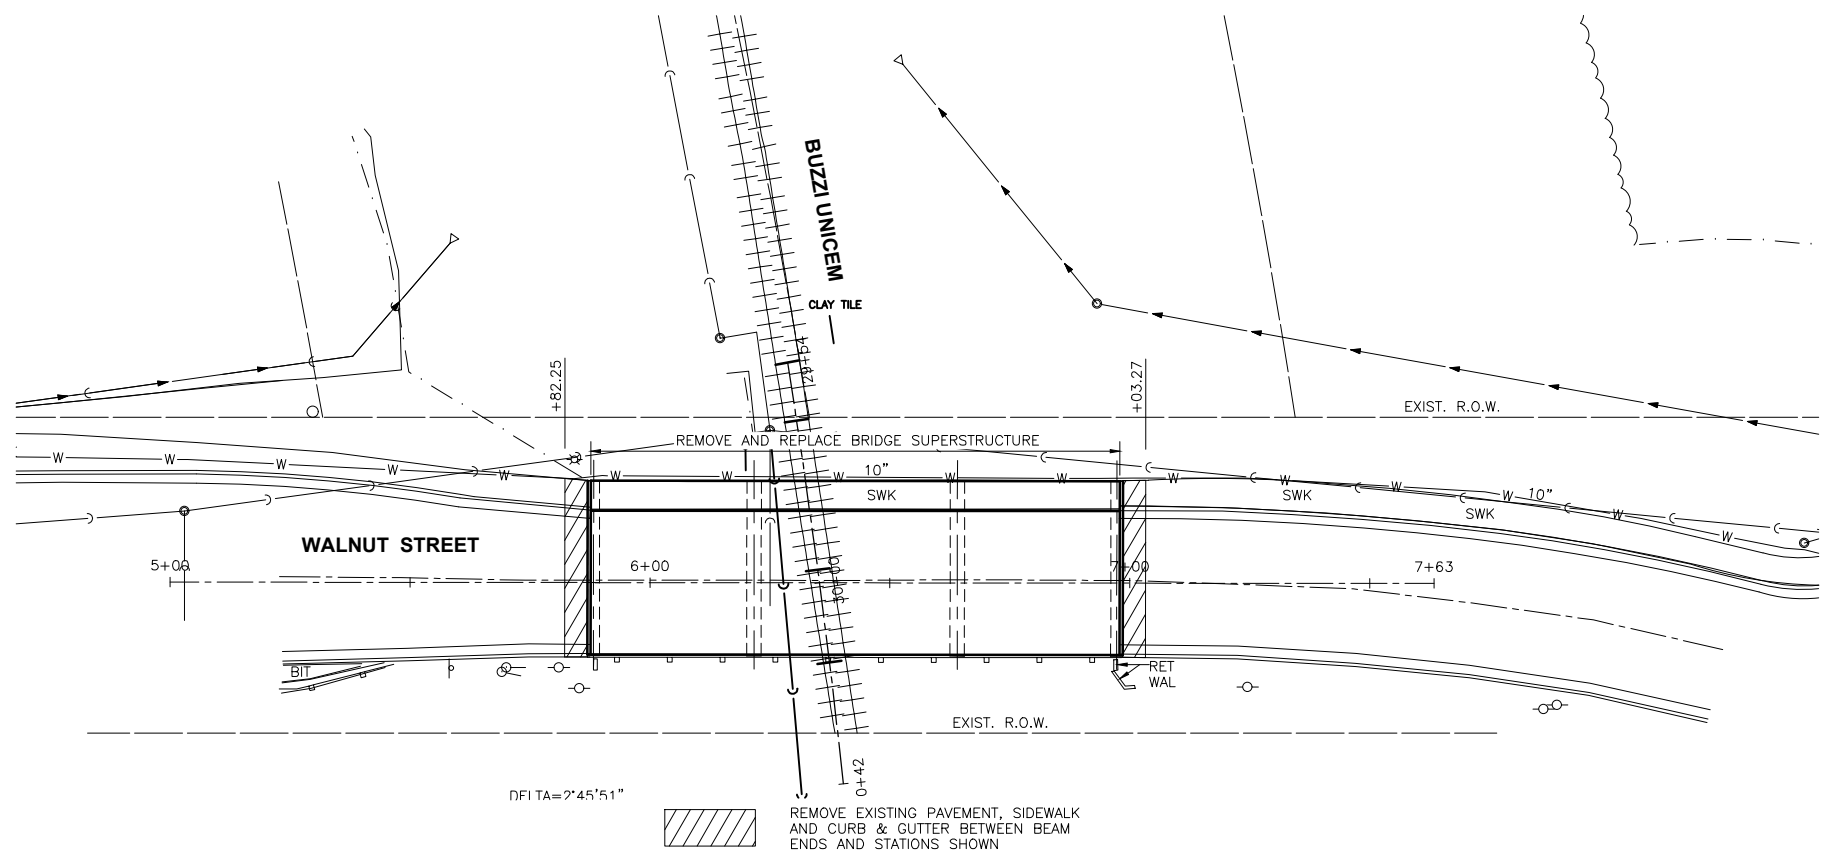 BUZZI UNICEM
CLAY TILE
29+54
+82.25
+03.27
EXIST. R.O.W.
REMOVE AND REPLACE BRIDGE SUPERSTRUCTURE
W W W W W W W W W W W W W W W W
10"
SWK
SWK
10"
SWK
WALNUT STREET
5+00
6+00
30+00
7+00
7+63
BIT
RET
WAL
EXIST. R.O.W.
0+42
DELTA=2°45'51"
REMOVE EXISTING PAVEMENT, SIDEWALK
AND CURB & GUTTER BETWEEN BEAM
ENDS AND STATIONS SHOWN